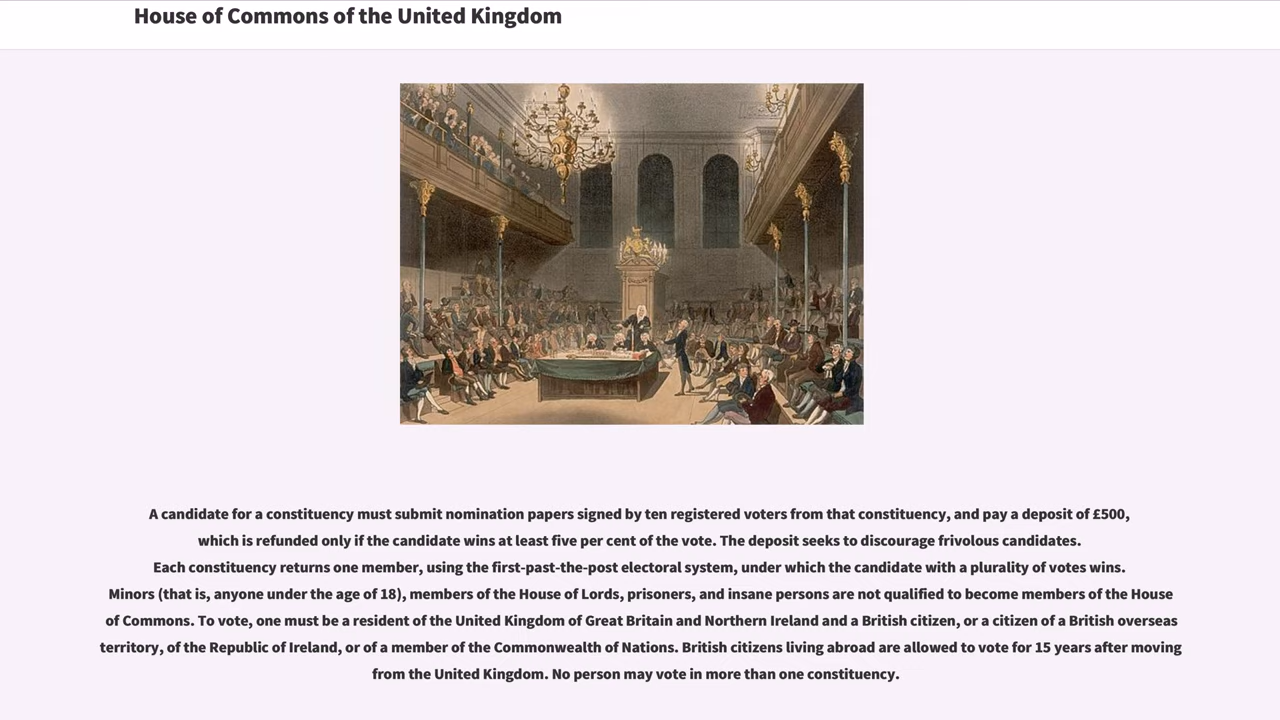 House of Commons of the United Kingdom
A candidate for a constituency must submit nomination papers signed by ten registered voters from that constituency, and pay a deposit of £500,
which is refunded only if the candidate wins at least five per cent of the vote. The deposit seeks to discourage frivolous candidates.
Each constituency returns one member, using the first-past-the-post electoral system, under which the candidate with a plurality of votes wins.
Minors (that is, anyone under the age of 18), members of the House of Lords, prisoners, and insane persons are not qualified to become members of the House
of Commons. To vote, one must be a resident of the United Kingdom of Great Britain and Northern Ireland and a British citizen, or a citizen of a British overseas
territory, of the Republic of Ireland, or of a member of the Commonwealth of Nations. British citizens living abroad are allowed to vote for 15 years after moving
from the United Kingdom. No person may vote in more than one constituency.